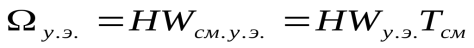 Ω у.э. = HW см.у.э. = HW у.э. T см